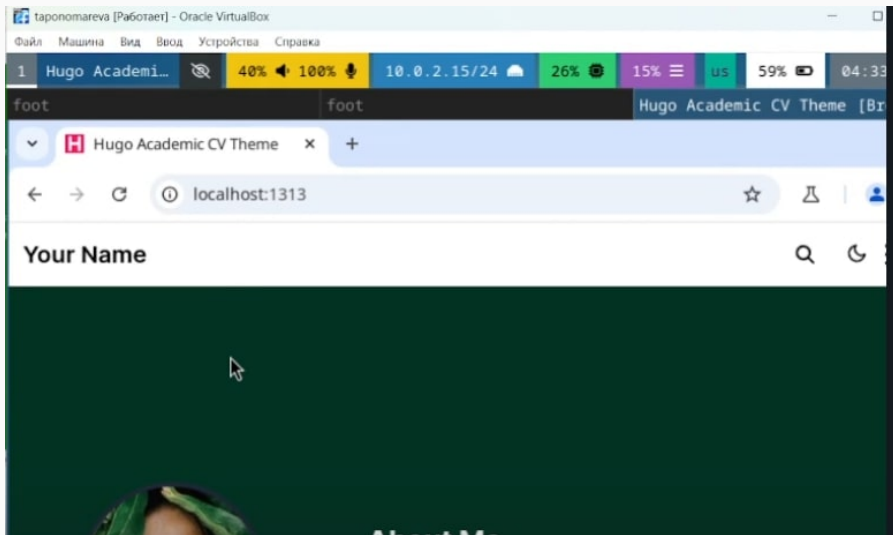 taponomareva [Работает] - Oracle VirtualBox
Файл Машина Вид Ввод Устройства Справка
1 Hugo Academi… 40% 100% 10.0.2.15/24 26% 15% us 59% 04:33
foot foot Hugo Academic CV Theme [Br
Hugo Academic CV Theme
localhost:1313
Your Name
About Me